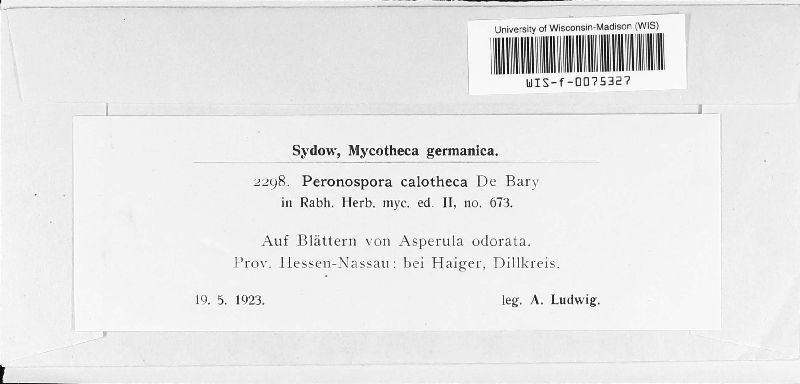 University of Wisconsin-Madison (WIS)
WIS-f-0075327
Sydow, Mycotheca germanica.
2298. Peronospora calotheca De Bary
in Rabh. Herb. myc. ed. II, no. 673.
Auf Blättern von Asperula odorata.
Prov. Hessen-Nassau: bei Haiger, Dillkreis.
19. 5. 1923. leg. A. Ludwig.